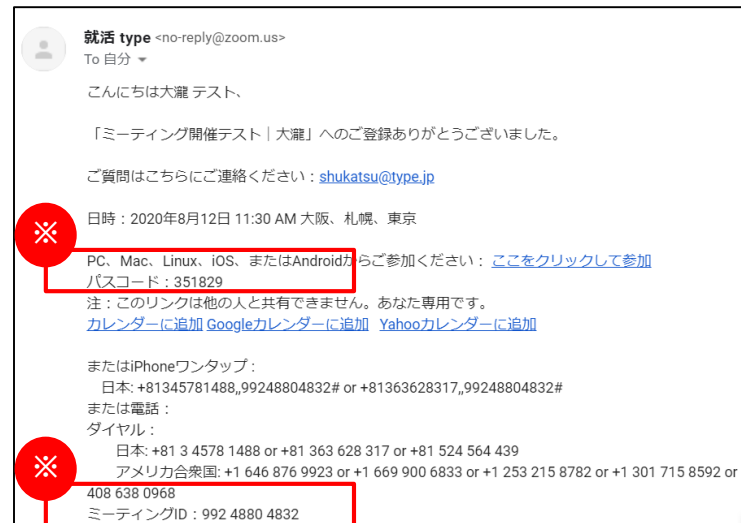 就活 type <no-reply@zoom.us>
To 自分
こんにちは大瀧 テスト、
「ミーティング開催テスト｜大瀧」へのご登録ありがとうございました。
ご質問はこちらにご連絡ください：shukatsu@type.jp
日時：2020年8月12日 11:30 AM 大阪、札幌、東京
※
PC、Mac、Linux、iOS、またはAndroidからご参加ください： ここをクリックして参加
パスコード：351829
注：このリンクは他の人と共有できません。あなた専用です。
カレンダーに追加 Googleカレンダーに追加 Yahooカレンダーに追加
またはiPhoneワンタップ：
日本: +81345781488,,99248804832# or +81363628317,,99248804832#
または電話：
ダイヤル：
日本: +81 3 4578 1488 or +81 363 628 317 or +81 524 564 439
※
アメリカ合衆国: +1 646 876 9923 or +1 669 900 6833 or +1 253 215 8782 or +1 301 715 8592 or
408 638 0968
ミーティングID：992 4880 4832